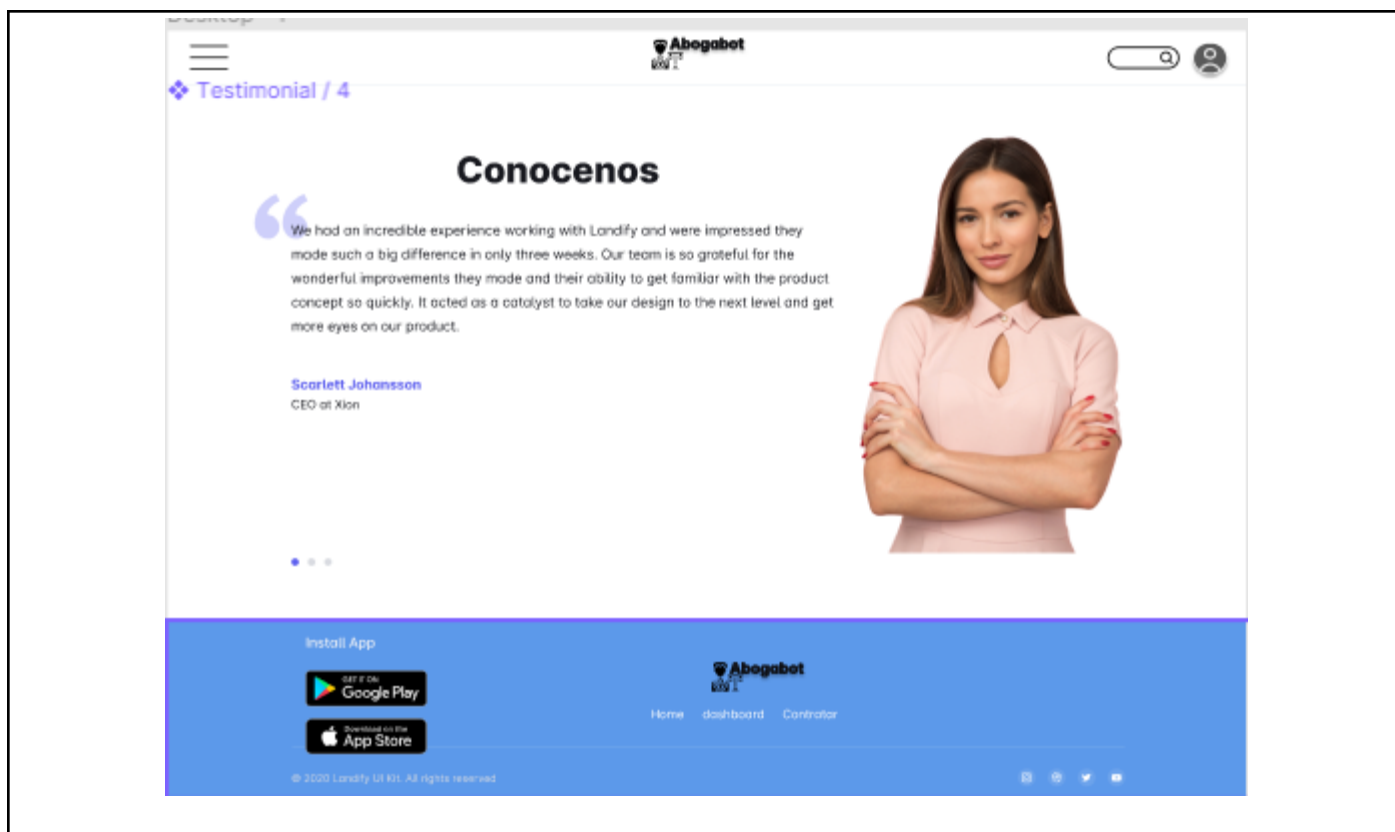 Desktop - 1
Abogabot
Testimonial / 4
Conocenos
We had an incredible experience working with Landify and were impressed they
made such a big difference in only three weeks. Our team is so grateful for the
wonderful improvements they made and their ability to get familiar with the product
concept so quickly. It acted as a catalyst to take our design to the next level and get
more eyes on our product.
Scarlett Johansson
CEO at Xion
Install App
GET IT ON
Google Play
Abogabot
Home dashboard Contratar
Download on the
App Store
© 2020 Landify UI Kit. All rights reserved